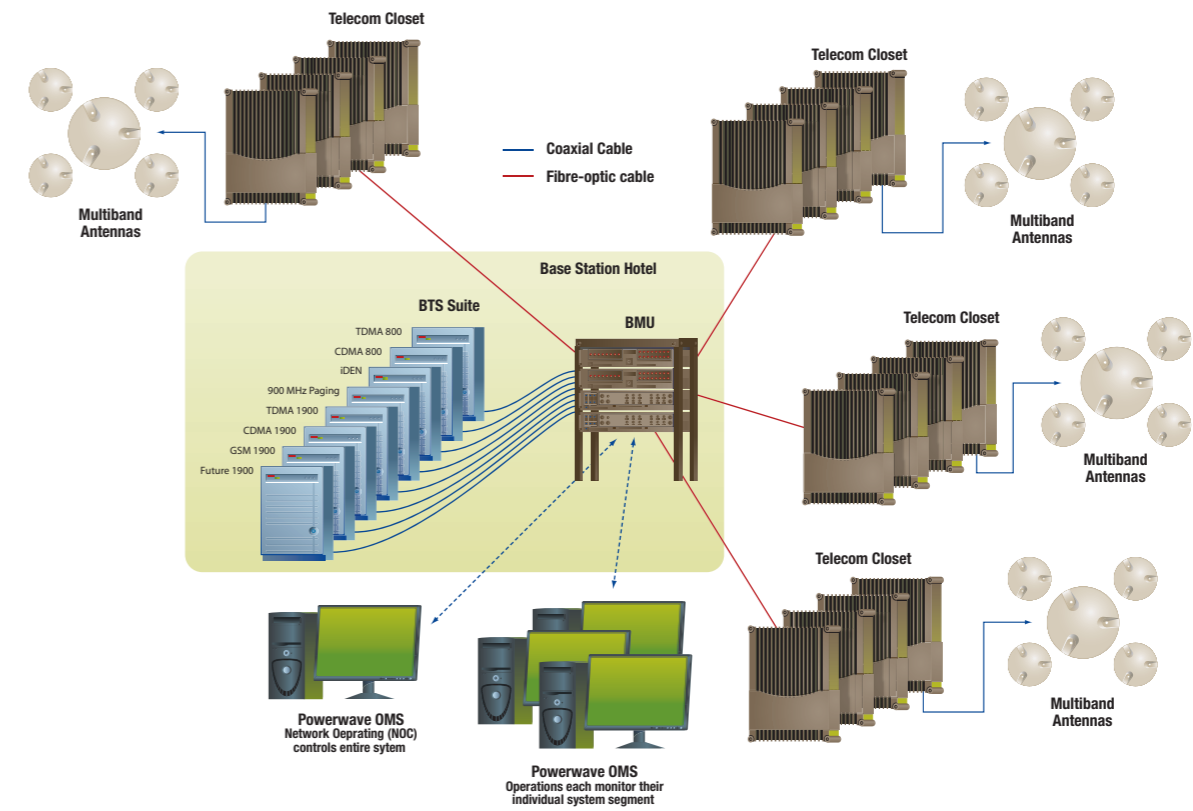 Telecom Closet
Telecom Closet
Coaxial Cable
Fibre-optic cable
Multiband
Antennas
Multiband
Antennas
Base Station Hotel
BTS Suite
BMU
TDMA 800
CDMA 800
iDEN
900 MHz Paging
TDMA 1900
CDMA 1900
GSM 1900
Future 1900
Telecom Closet
Multiband
Antennas
Telecom Closet
Multiband
Antennas
Powerwave OMS
Network Oeprating (NOC)
controls entire sytem
Powerwave OMS
Operations each monitor their
individual system segment